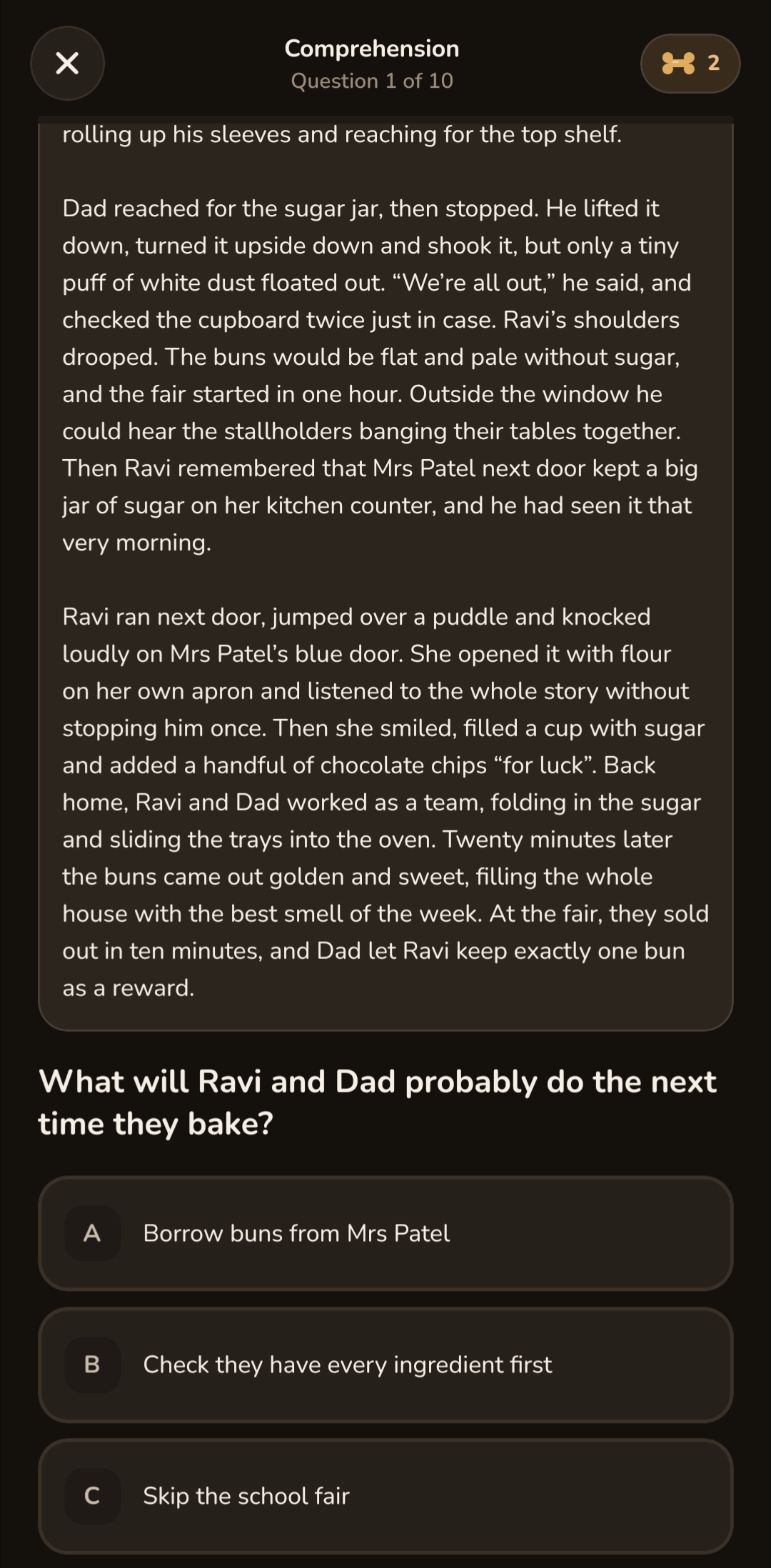 Comprehension
Question 1 of 10
2
rolling up his sleeves and reaching for the top shelf.
Dad reached for the sugar jar, then stopped. He lifted it
down, turned it upside down and shook it, but only a tiny
puff of white dust floated out. “We’re all out,” he said, and
checked the cupboard twice just in case. Ravi’s shoulders
drooped. The buns would be flat and pale without sugar,
and the fair started in one hour. Outside the window he
could hear the stallholders banging their tables together.
Then Ravi remembered that Mrs Patel next door kept a big
jar of sugar on her kitchen counter, and he had seen it that
very morning.
Ravi ran next door, jumped over a puddle and knocked
loudly on Mrs Patel’s blue door. She opened it with flour
on her own apron and listened to the whole story without
stopping him once. Then she smiled, filled a cup with sugar
and added a handful of chocolate chips “for luck”. Back
home, Ravi and Dad worked as a team, folding in the sugar
and sliding the trays into the oven. Twenty minutes later
the buns came out golden and sweet, filling the whole
house with the best smell of the week. At the fair, they sold
out in ten minutes, and Dad let Ravi keep exactly one bun
as a reward.
What will Ravi and Dad probably do the next
time they bake?
A Borrow buns from Mrs Patel
B Check they have every ingredient first
C Skip the school fair